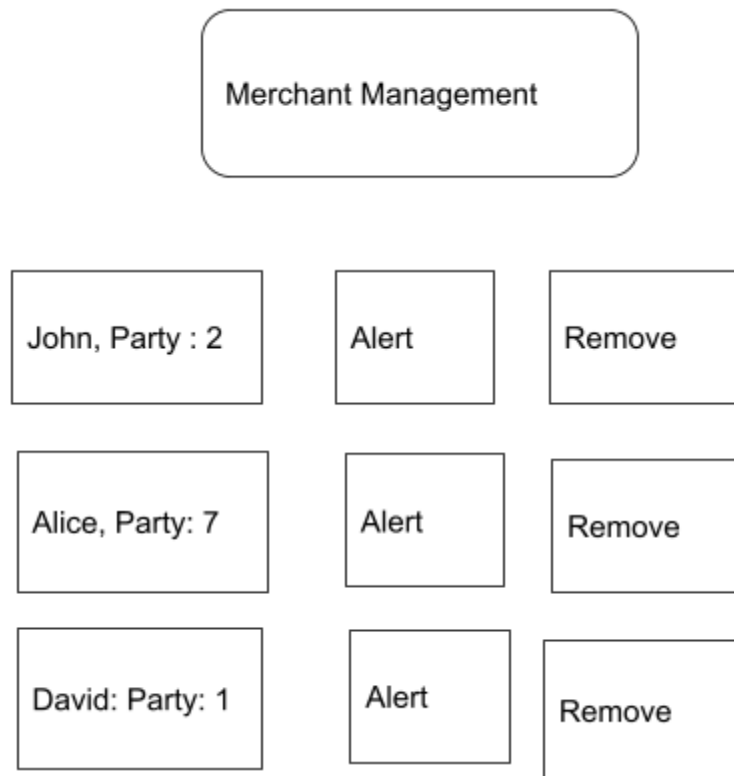 Merchant Management
John, Party : 2
Alert
Remove
Alice, Party: 7
Alert
Remove
David: Party: 1
Alert
Remove